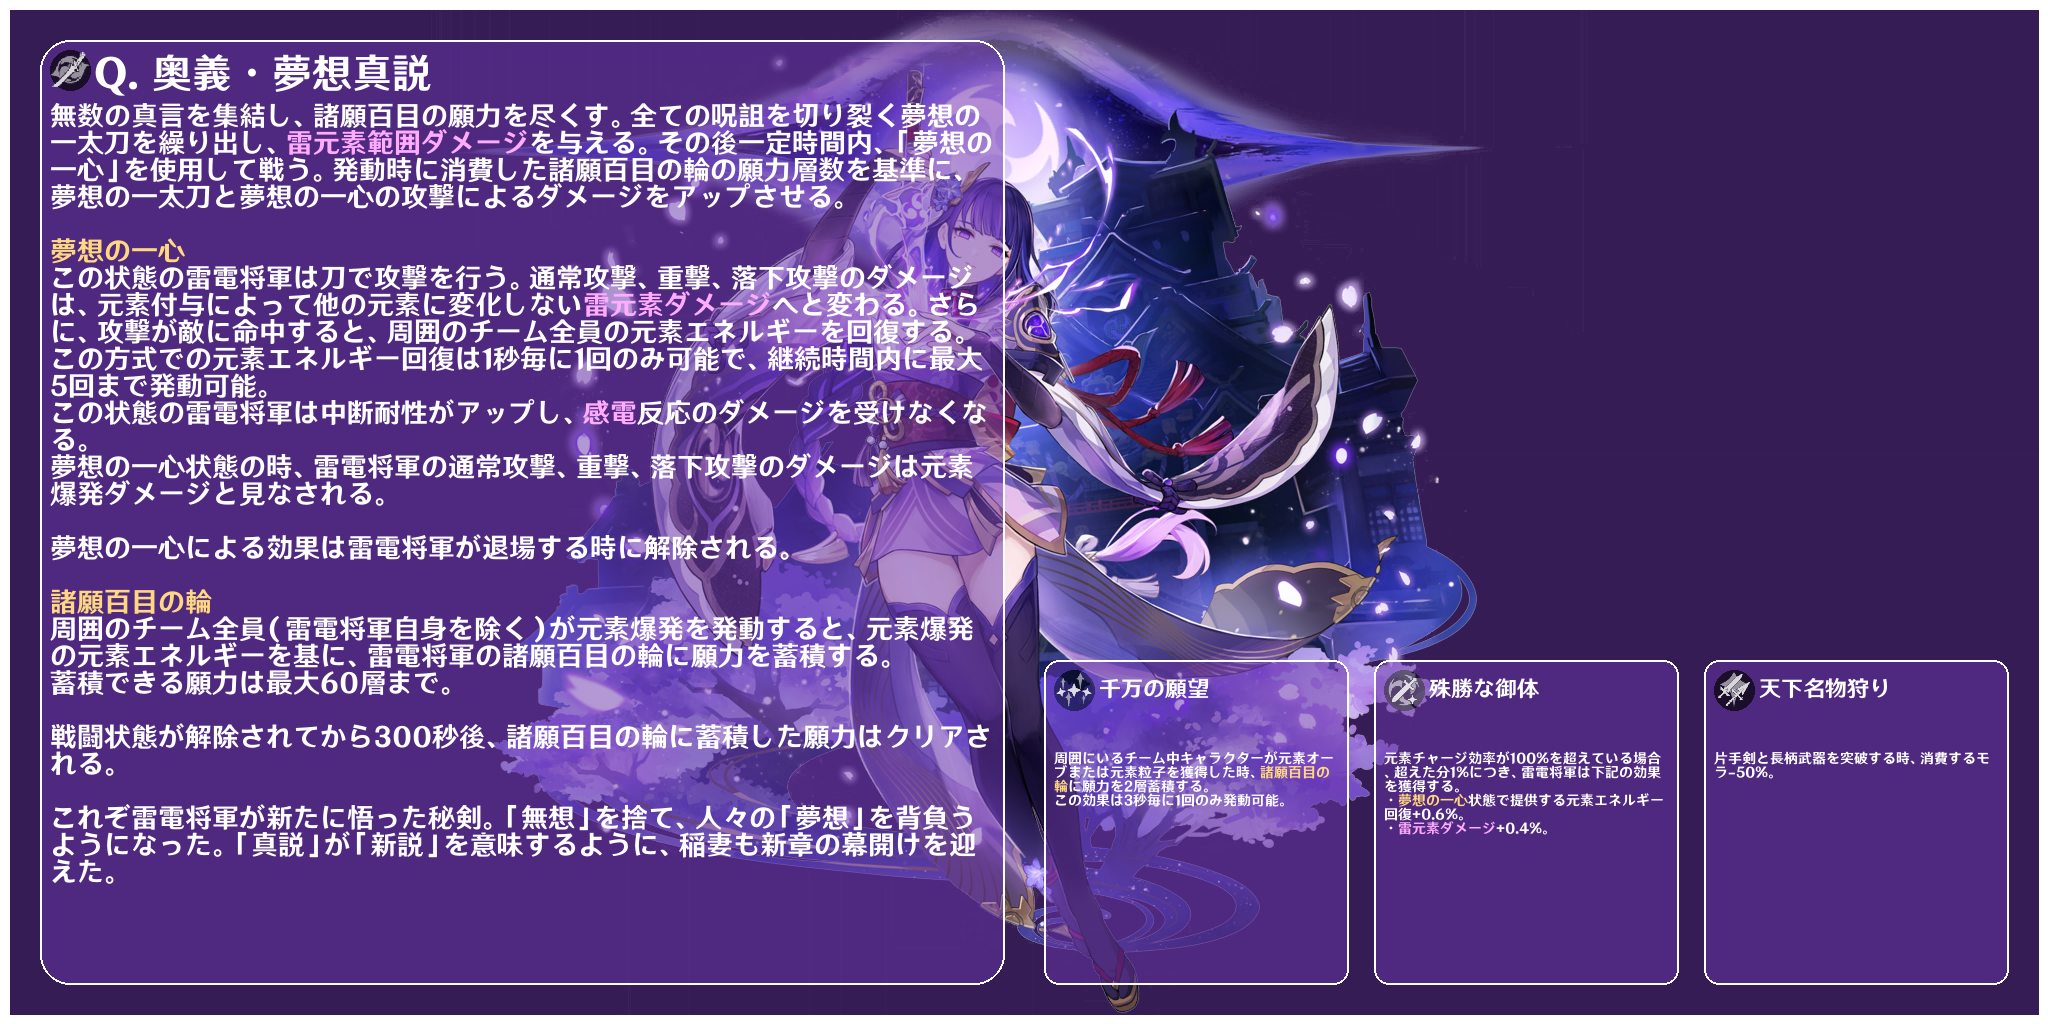 Q. 奥義・夢想真説
無数の真言を集結し、諸願百目の願力を尽くす。全ての呪詛を切り裂く夢想の
一太刀を繰り出し、雷元素範囲ダメージを与える。その後一定時間内、「夢想の
一心」を使用して戦う。発動時に消費した諸願百目の輪の願力層数を基準に、
夢想の一太刀と夢想の一心の攻撃によるダメージをアップさせる。
夢想の一心
この状態の雷電将軍は刀で攻撃を行う。通常攻撃、重撃、落下攻撃のダメージ
は、元素付与によって他の元素に変化しない雷元素ダメージへと変わる。さら
に、攻撃が敵に命中すると、周囲のチーム全員の元素エネルギーを回復する。
この方式での元素エネルギー回復は1秒毎に1回のみ可能で、継続時間内に最大
5回まで発動可能。
この状態の雷電将軍は中断耐性がアップし、感電反応のダメージを受けなくな
る。
夢想の一心状態の時、雷電将軍の通常攻撃、重撃、落下攻撃のダメージは元素
爆発ダメージと見なされる。
夢想の一心による効果は雷電将軍が退場する時に解除される。
諸願百目の輪
周囲のチーム全員(雷電将軍自身を除く)が元素爆発を発動すると、元素爆発
の元素エネルギーを基に、雷電将軍の諸願百目の輪に願力を蓄積する。
蓄積できる願力は最大60層まで。
戦闘状態が解除されてから300秒後、諸願百目の輪に蓄積した願力はクリアさ
れる。
これぞ雷電将軍が新たに悟った秘剣。「無想」を捨て、人々の「夢想」を背負う
ようになった。「真説」が「新説」を意味するように、稲妻も新章の幕開けを迎
えた。
千万の願望
周囲にいるチーム中キャラクターが元素オー
ブまたは元素粒子を獲得した時、諸願百目の
輪に願力を2層蓄積する。
この効果は3秒毎に1回のみ発動可能。
殊勝な御体
元素チャージ効率が100%を超えている場合
、超えた分1%につき、雷電将軍は下記の効果
を獲得する。
・夢想の一心状態で提供する元素エネルギー
回復+0.6%。
・雷元素ダメージ+0.4%。
天下名物狩り
片手剣と長柄武器を突破する時、消費するモ
ラ-50%。